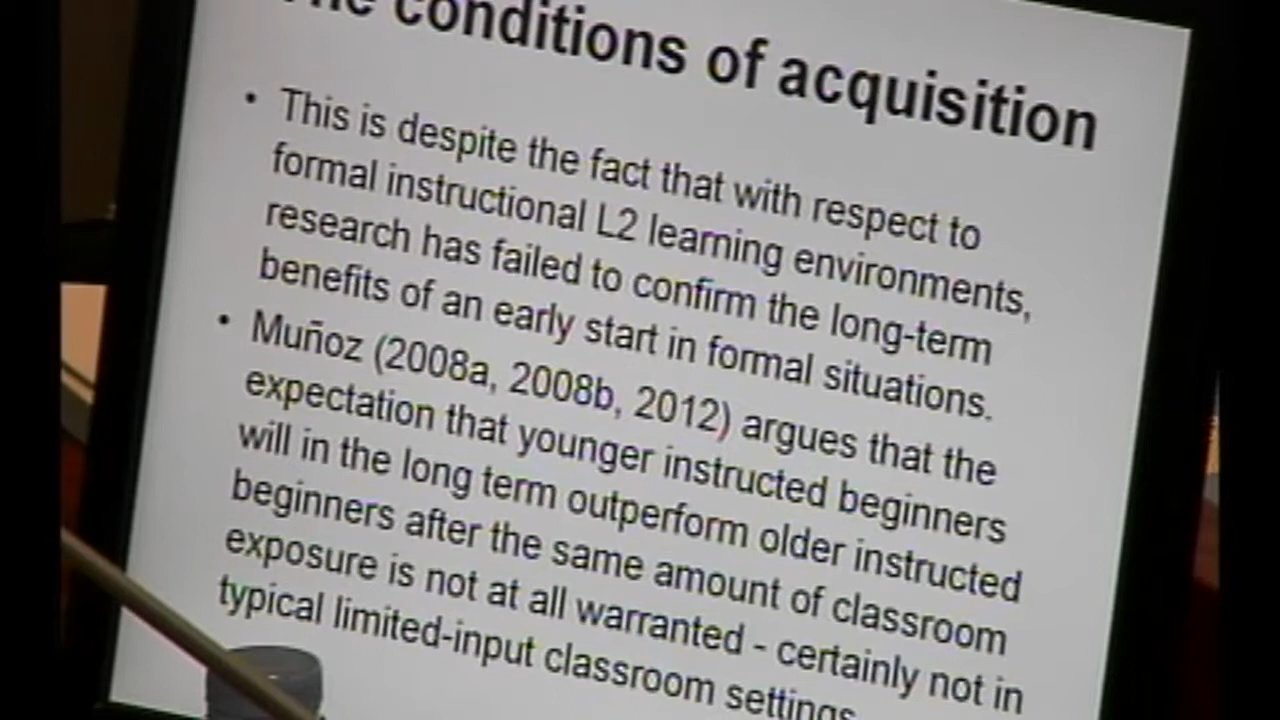 The conditions of acquisition
• This is despite the fact that with respect to
formal instructional L2 learning environments,
research has failed to confirm the long-term
benefits of an early start in formal situations.
• Muñoz (2008a, 2008b, 2012) argues that the
expectation that younger instructed beginners
will in the long term outperform older instructed
beginners after the same amount of classroom
exposure is not at all warranted - certainly not in
typical limited-input classroom settings